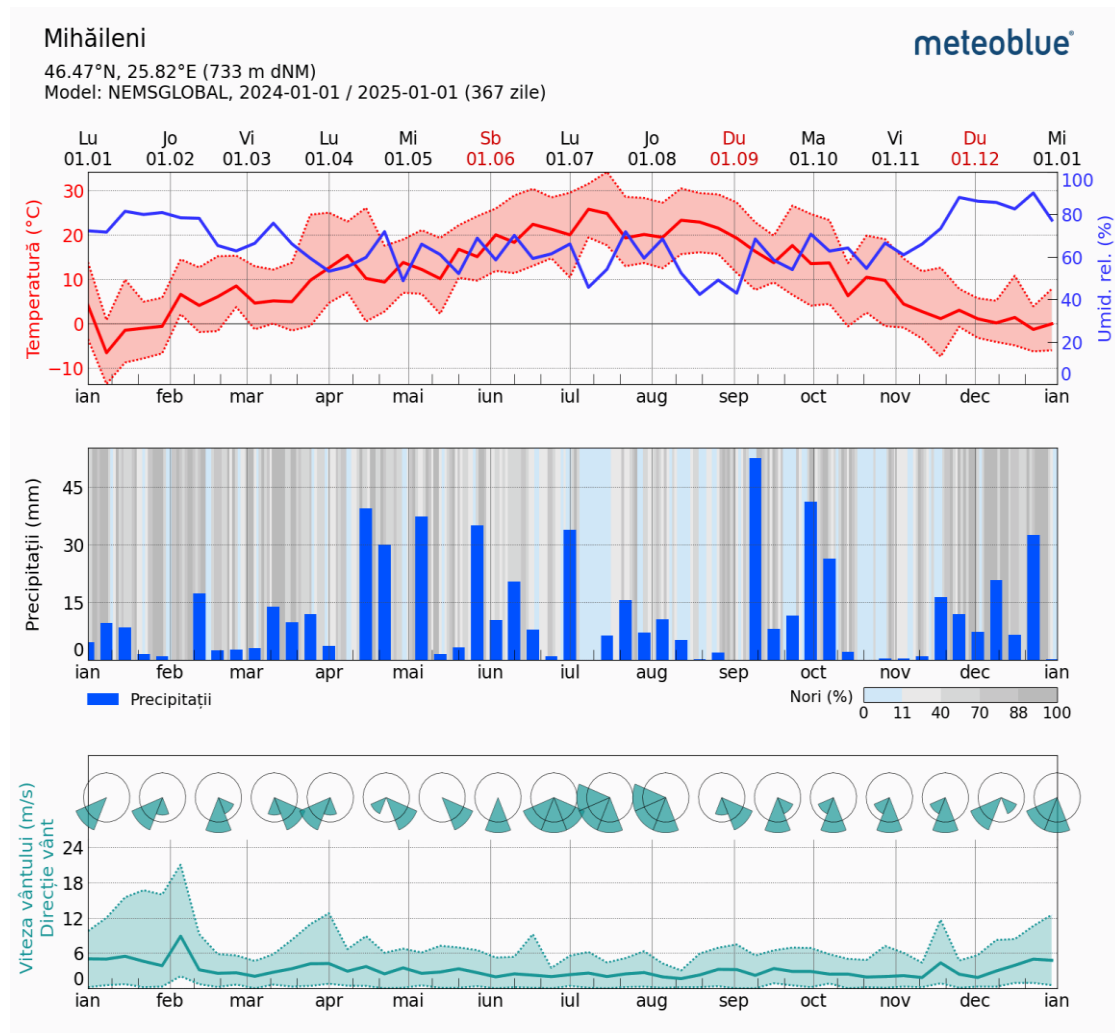 Mihăileni
meteoblue®
46.47°N, 25.82°E (733 m dNM)
Model: NEMSGLOBAL, 2024-01-01 / 2025-01-01 (367 zile)
Lu Jo Vi Lu Mi Sb Lu Jo Du Ma Vi Du Mi
01.01 01.02 01.03 01.04 01.05 01.06 01.07 01.08 01.09 01.10 01.11 01.12 01.01
Temperatură (°C)
30
20
10
0
−10
100
80
60
40
20
0
Umid. rel. (%)
ian feb mar apr mai iun iul aug sep oct nov dec ian
Precipitații (mm)
45
30
15
0
ian feb mar apr mai iun iul aug sep oct nov dec ian
Precipitații
Nori (%)
0 11 40 70 88 100
Viteza vântului (m/s)
Direcție vânt
24
18
12
6
0
ian feb mar apr mai iun iul aug sep oct nov dec ian